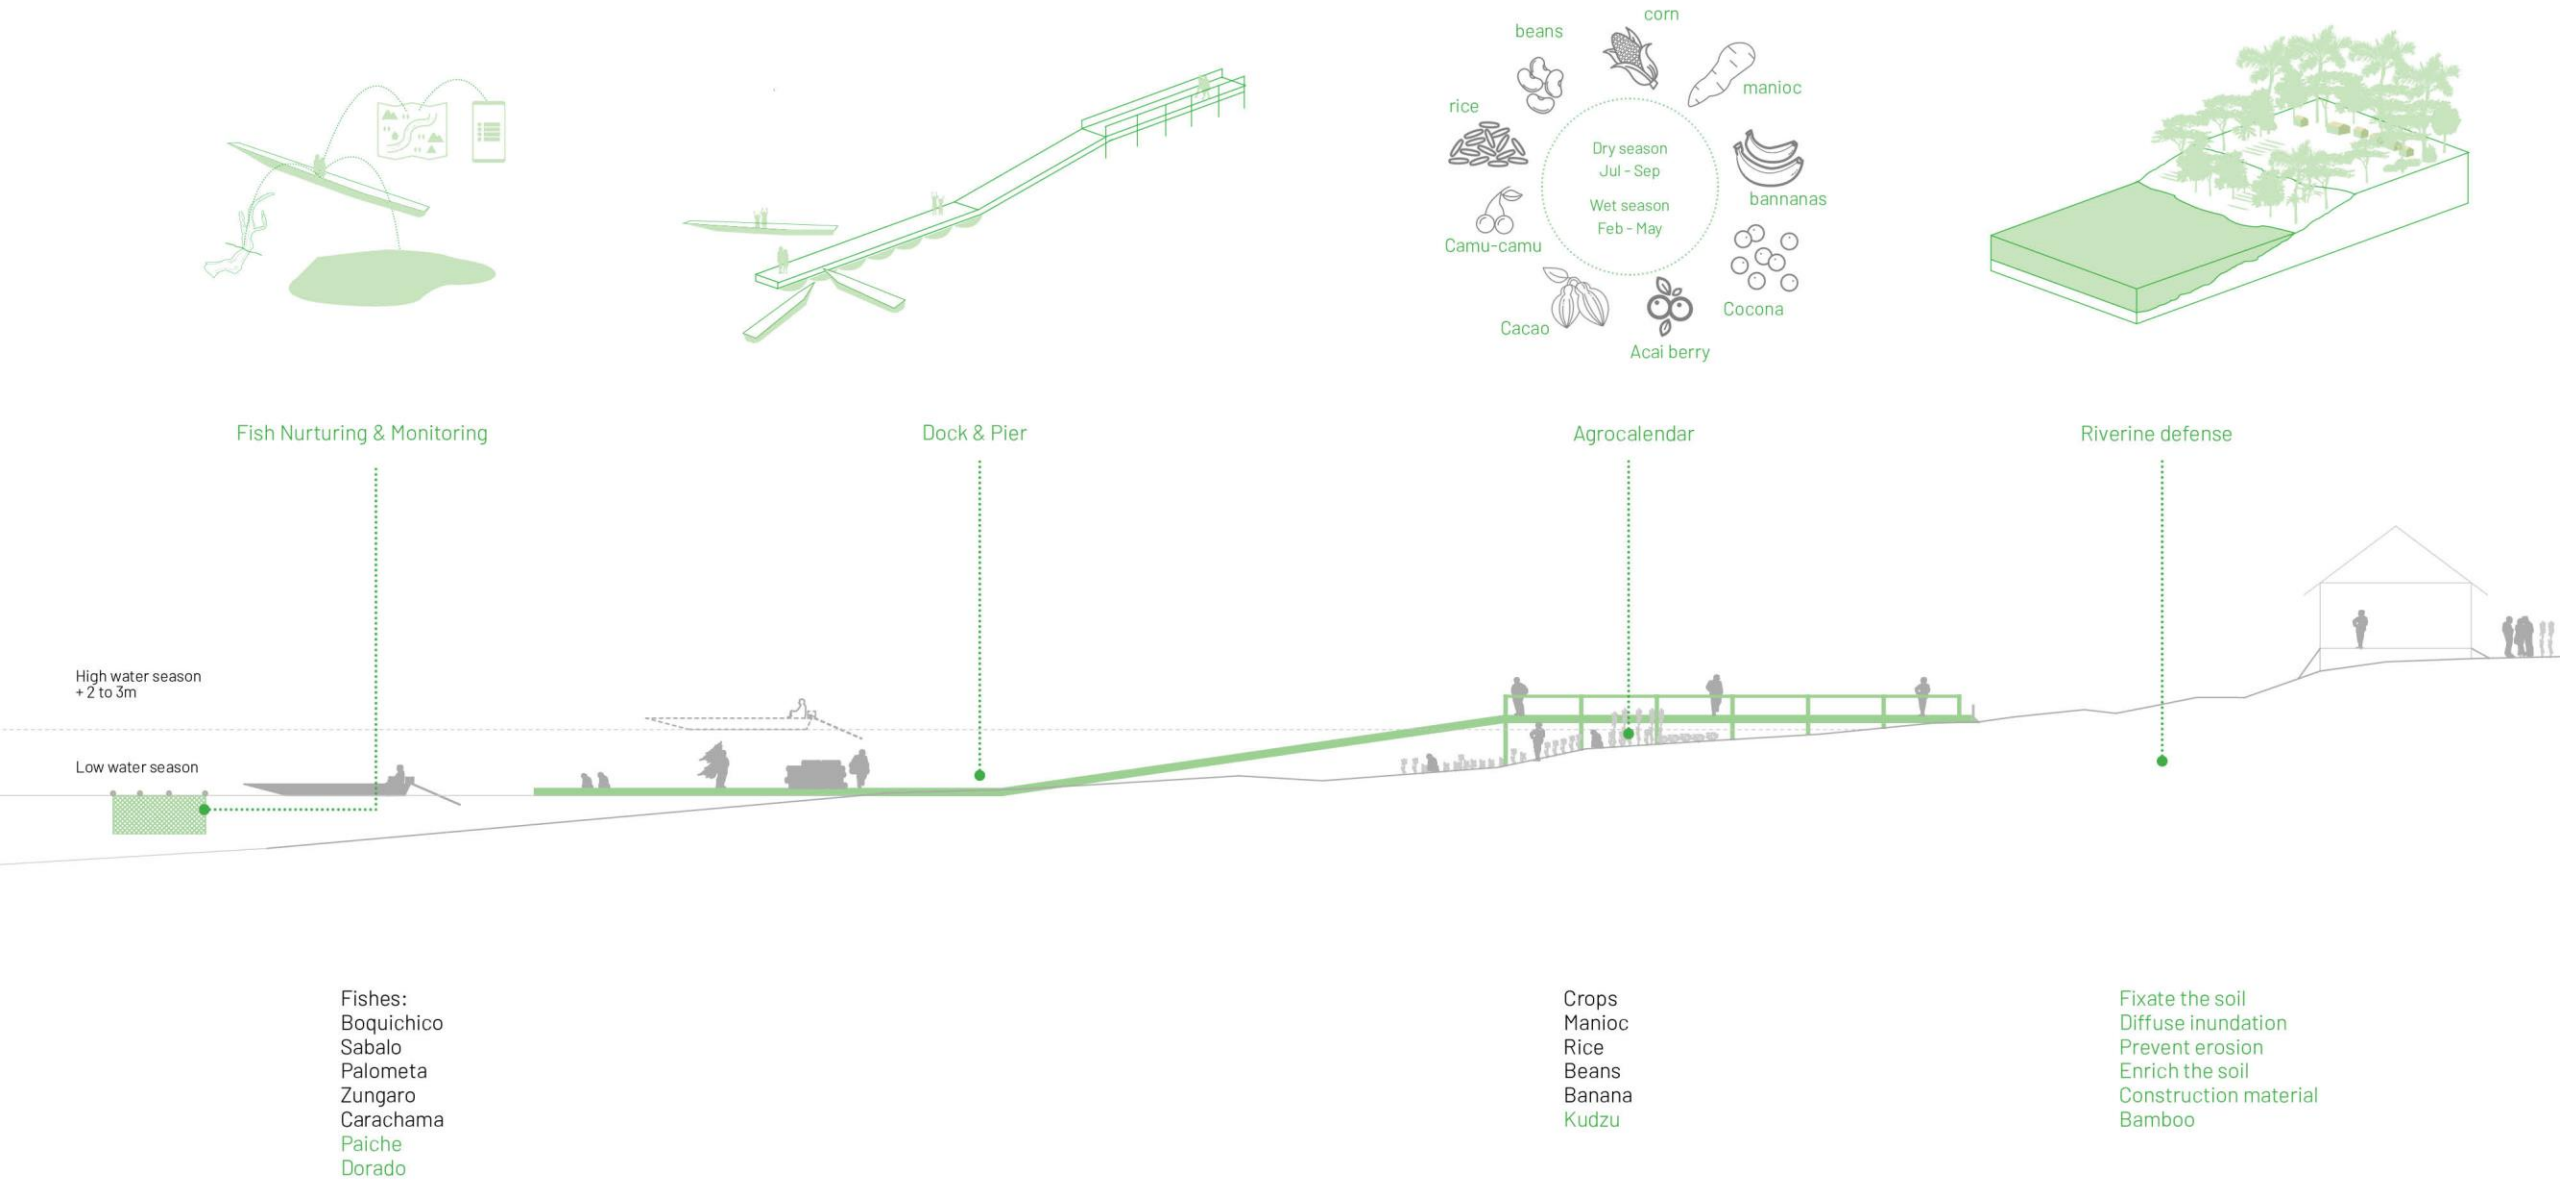 corn
beans
manioc
rice
Dry season
Jul - Sep
Wet season
Feb - May
bannanas
Camu-camu
Cocona
Cacao
Acai berry
Fish Nurturing & Monitoring
Dock & Pier
Agrocalendar
Riverine defense
High water season
+ 2 to 3m
Low water season
Fishes:
Boquichico
Sabalo
Palometa
Zungaro
Carachama
Paiche
Dorado
Crops
Manioc
Rice
Beans
Banana
Kudzu
Fixate the soil
Diffuse inundation
Prevent erosion
Enrich the soil
Construction material
Bamboo